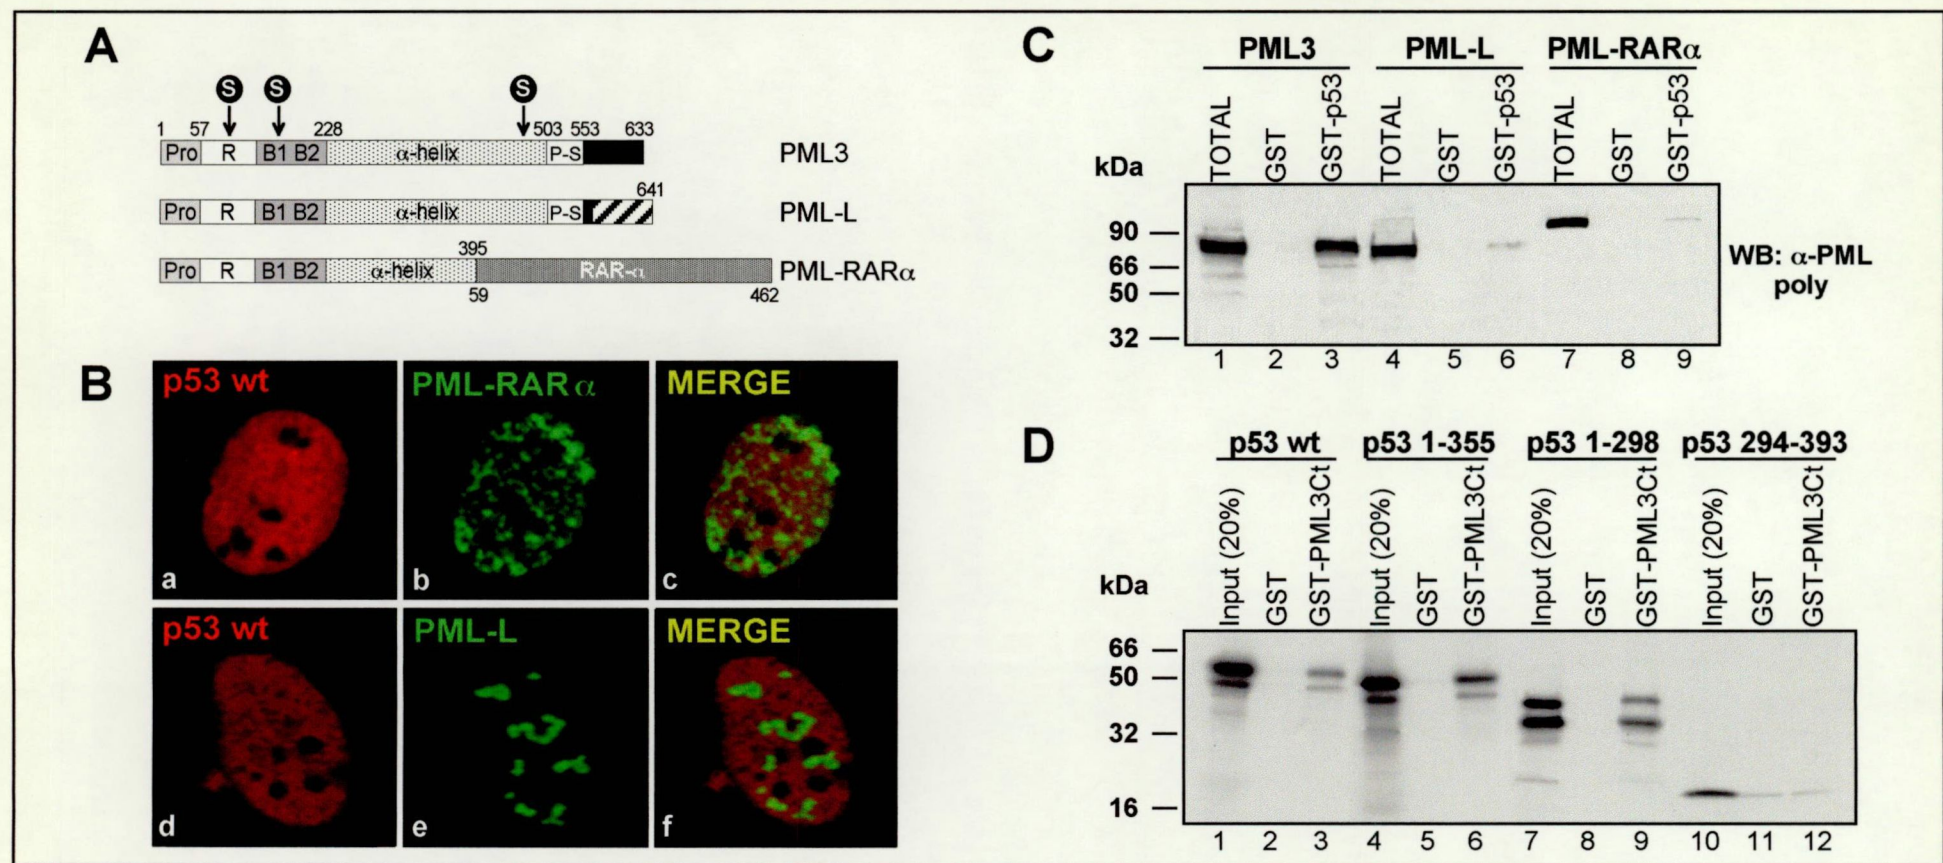 A
S S S
1 57 228 503 553 633
Pro R B1 B2 α-helix P-S PML3
641
Pro R B1 B2 α-helix P-S PML-L
395
Pro R B1 B2 α-helix RAR-α PML-RARα
59 462
B
p53 wt PML-RAR α MERGE
a b c
p53 wt PML-L MERGE
d e f
C
PML3 PML-L PML-RARα
TOTAL GST GST-p53 TOTAL GST GST-p53 TOTAL GST GST-p53
kDa
90
66
50
32
WB: α-PML
poly
1 2 3 4 5 6 7 8 9
D
p53 wt p53 1-355 p53 1-298 p53 294-393
Input (20%) GST GST-PML3Ct Input (20%) GST GST-PML3Ct Input (20%) GST GST-PML3Ct Input (20%) GST GST-PML3Ct
kDa
66
50
32
16
1 2 3 4 5 6 7 8 9 10 11 12